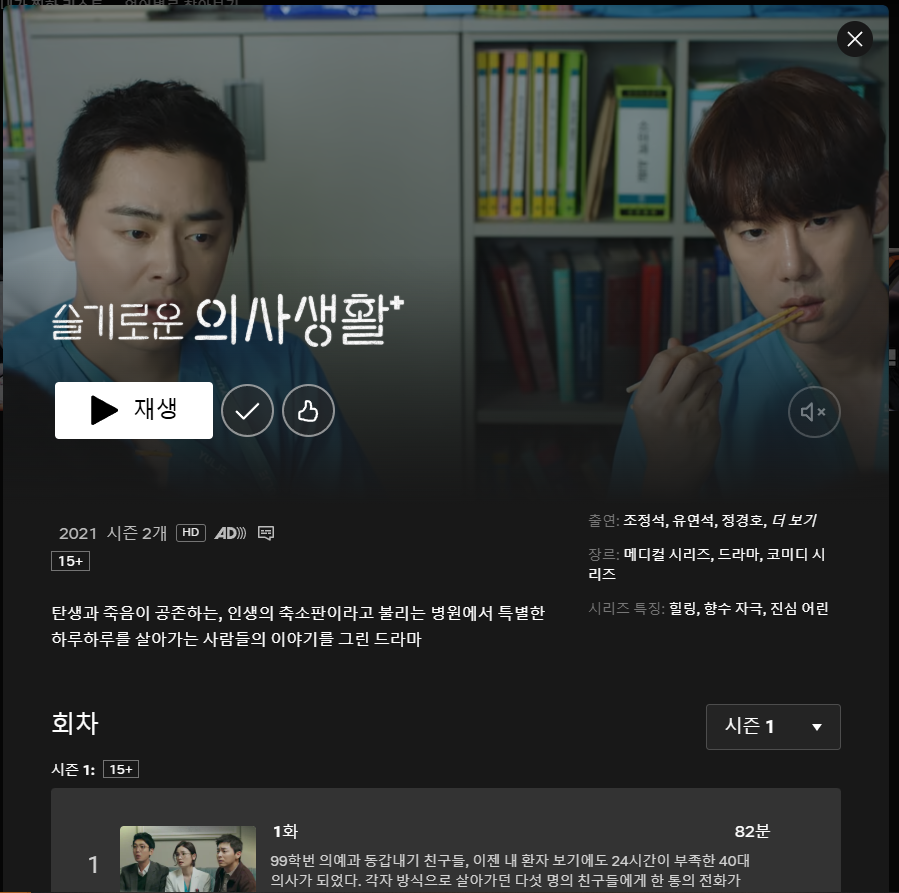 슬기로운 의사생활+
재생
2021 시즌 2개 HD AD
15+
탄생과 죽음이 공존하는, 인생의 축소판이라고 불리는 병원에서 특별한
하루하루를 살아가는 사람들의 이야기를 그린 드라마
출연: 조정석, 유연석, 정경호, 더 보기
장르: 메디컬 시리즈, 드라마, 코미디 시
리즈
시리즈 특징: 힐링, 향수 자극, 진심 어린
회차
시즌 1
시즌 1: 15+
1
1화
82분
99학번 의예과 동갑내기 친구들, 이젠 내 환자 보기에도 24시간이 부족한 40대
의사가 되었다. 각자 방식으로 살아가던 다섯 명의 친구들에게 한 통의 전화가